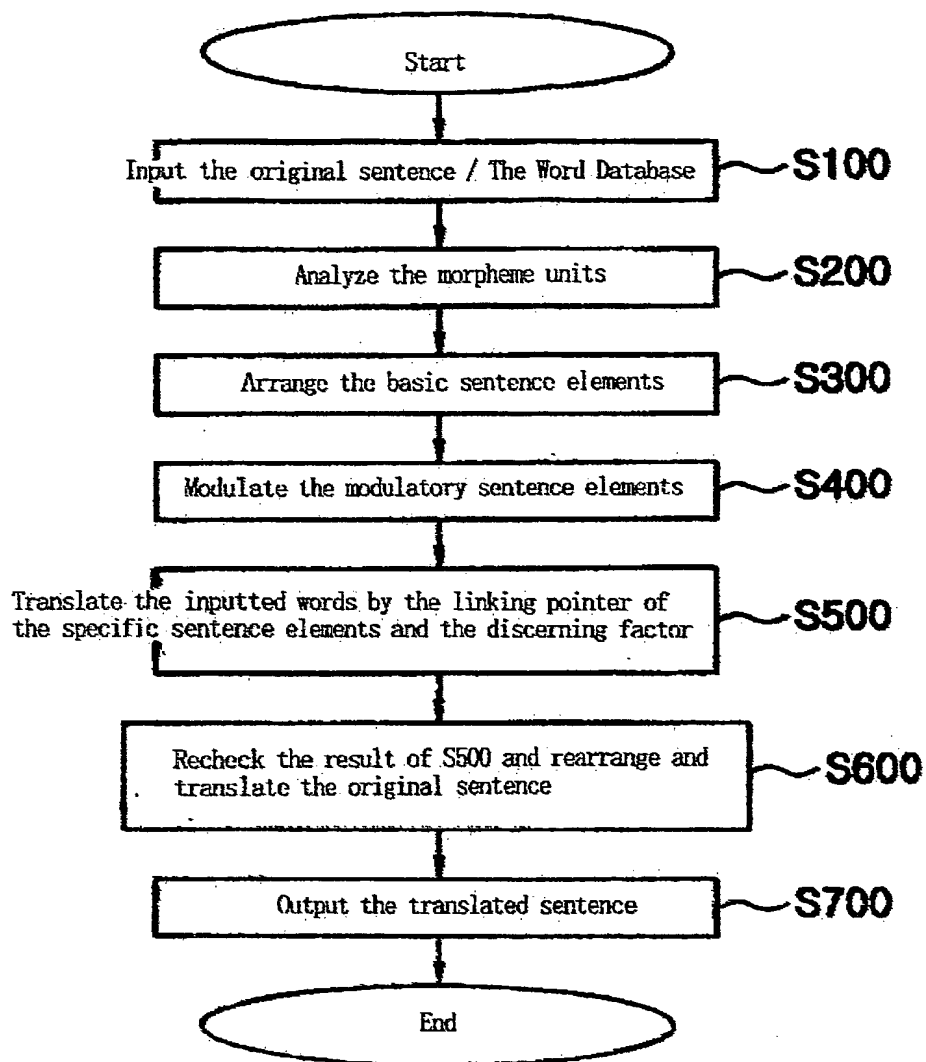 Start
Input the original sentence / The Word Database
S100
Analyze the morpheme units
S200
Arrange the basic sentence elements
S300
Modulate the modulatory sentence elements
S400
Translate the inputted words by the linking pointer of
the specific sentence elements and the discerning factor
S500
Recheck the result of S500 and rearrange and
translate the original sentence
S600
Output the translated sentence
S700
End